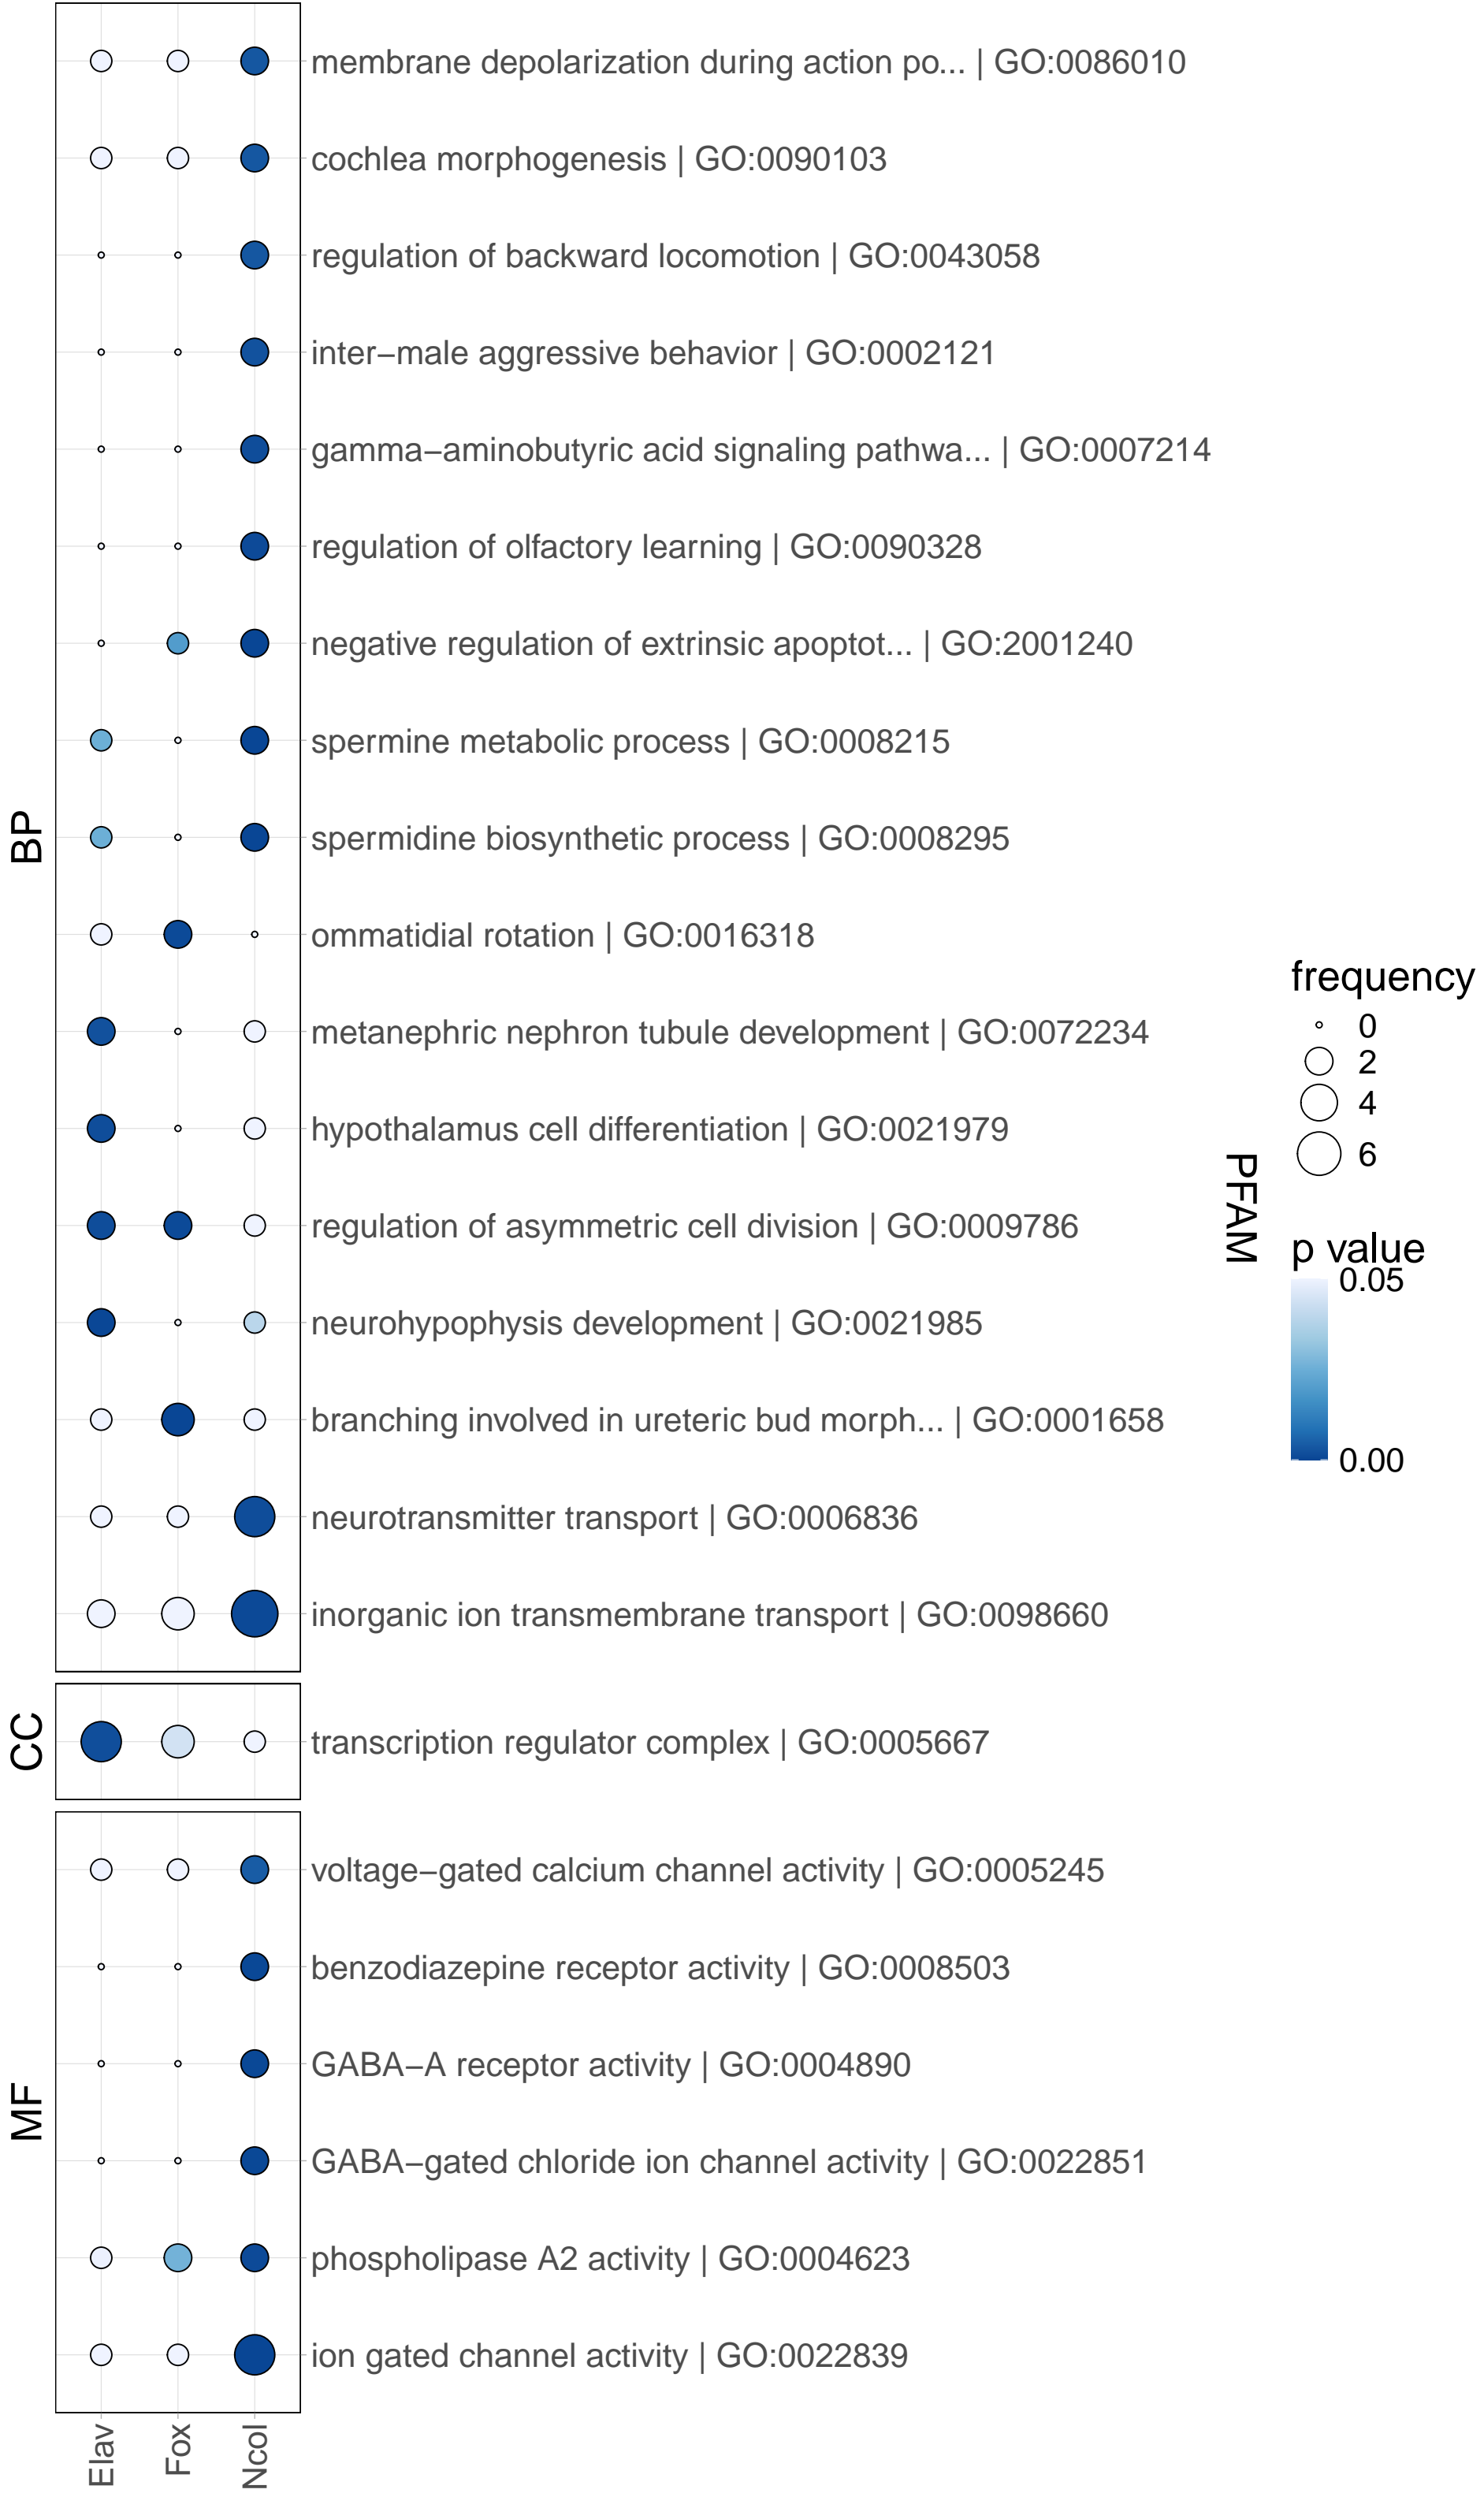 membrane depolarization during action po... | GO:0086010
cochlea morphogenesis | GO:0090103
regulation of backward locomotion | GO:0043058
inter−male aggressive behavior | GO:0002121
gamma−aminobutyric acid signaling pathwa... | GO:0007214
regulation of olfactory learning | GO:0090328
negative regulation of extrinsic apoptot... | GO:2001240
spermine metabolic process | GO:0008215
BP
spermidine biosynthetic process | GO:0008295
ommatidial rotation | GO:0016318
metanephric nephron tubule development | GO:0072234
hypothalamus cell differentiation | GO:0021979
regulation of asymmetric cell division | GO:0009786
neurohypophysis development | GO:0021985
branching involved in ureteric bud morph... | GO:0001658
neurotransmitter transport | GO:0006836
inorganic ion transmembrane transport | GO:0098660
CC
transcription regulator complex | GO:0005667
voltage−gated calcium channel activity | GO:0005245
benzodiazepine receptor activity | GO:0008503
GABA−A receptor activity | GO:0004890
MF
GABA−gated chloride ion channel activity | GO:0022851
phospholipase A2 activity | GO:0004623
ion gated channel activity | GO:0022839
Elav
Fox
Ncol
PFAM
frequency
0
2
4
6
p value
0.05
0.00